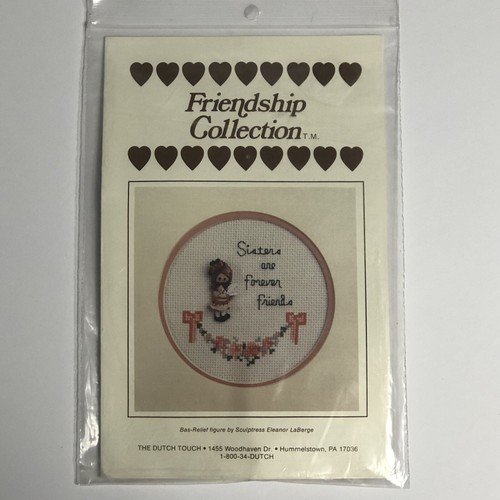 Friendship
Collection T.M.
Sisters
are
forever
friends
Bas-Relief figure by Sculptress Eleanor LaBerge
THE DUTCH TOUCH • 1455 Woodhaven Dr. • Hummelstown, PA 17036
1-800-34-DUTCH